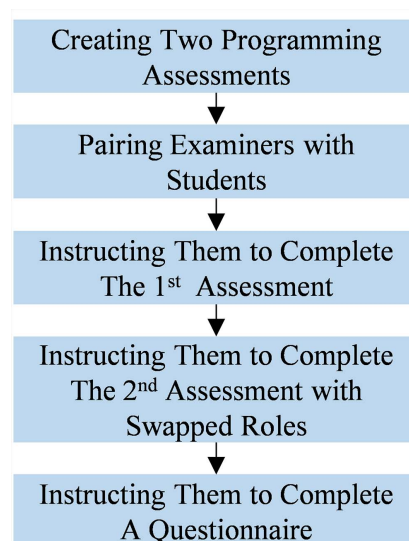 Creating Two Programming
Assessments
Pairing Examiners with
Students
Instructing Them to Complete
The 1st Assessment
Instructing Them to Complete
The 2nd Assessment with
Swapped Roles
Instructing Them to Complete
A Questionnaire